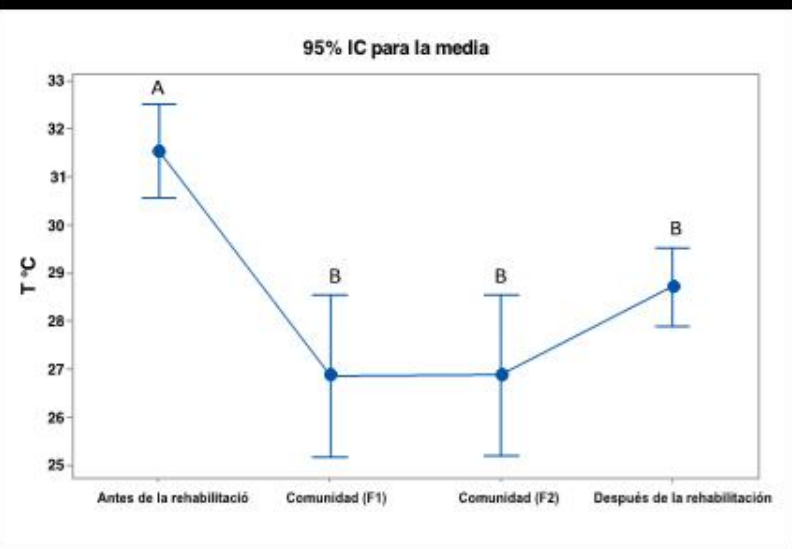 95% IC para la media
33
A
32
31
30
B
29
B
B
28
27
26
25
T °C
Antes de la rehabilitació
Comunidad (F1)
Comunidad (F2)
Después de la rehabilitación